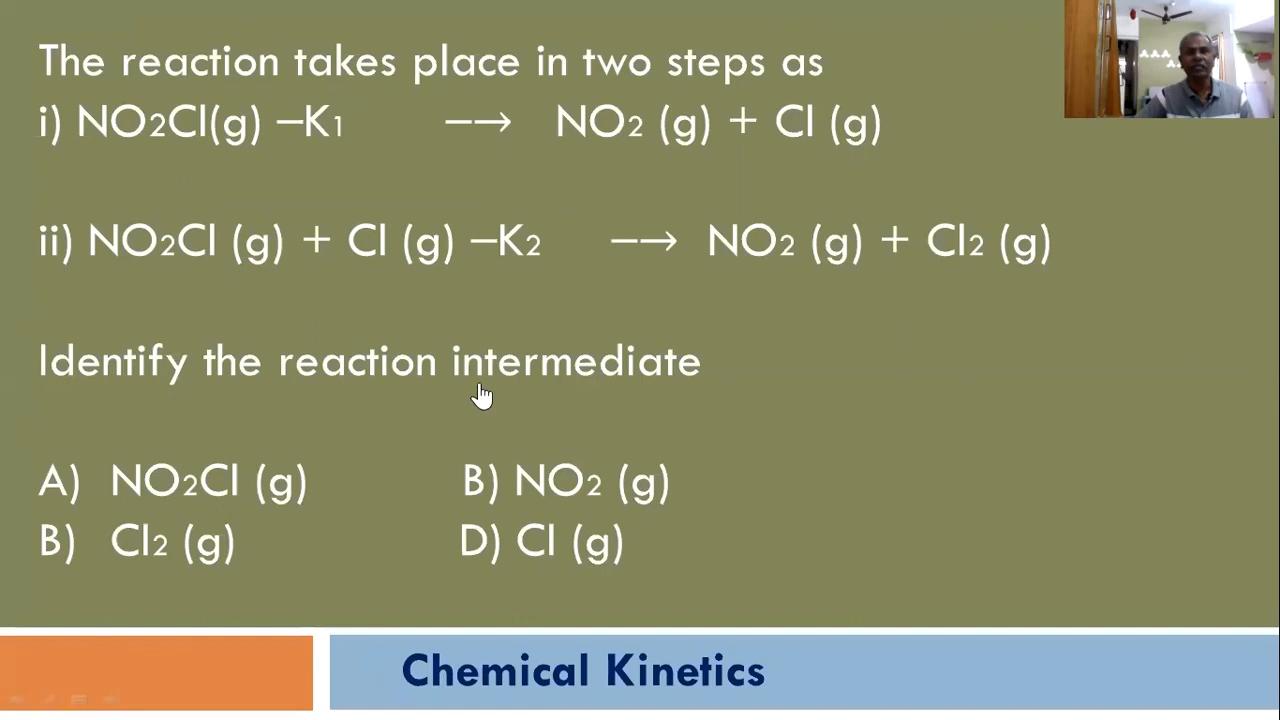 The reaction takes place in two steps as
i) NO2Cl(g) –K1 –→ NO2 (g) + Cl (g)
ii) NO2Cl (g) + Cl (g) –K2 –→ NO2 (g) + Cl2 (g)
Identify the reaction intermediate
A) NO2Cl (g) B) NO2 (g)
B) Cl2 (g) D) Cl (g)
Chemical Kinetics